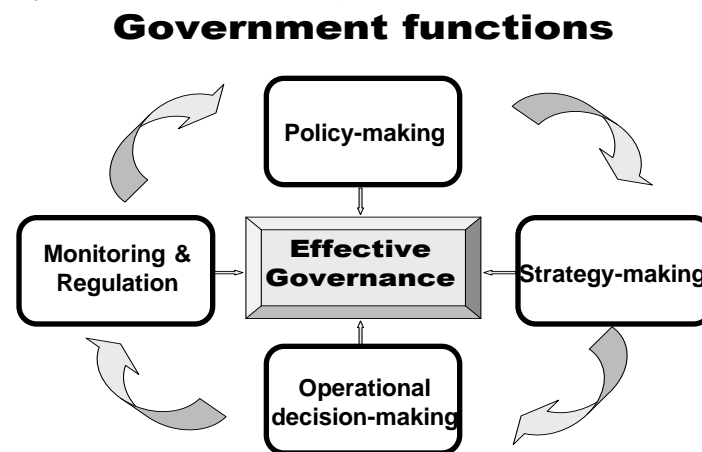 Government functions
Policy-making
Monitoring &
Regulation
Effective
Governance
Strategy-making
Operational
decision-making